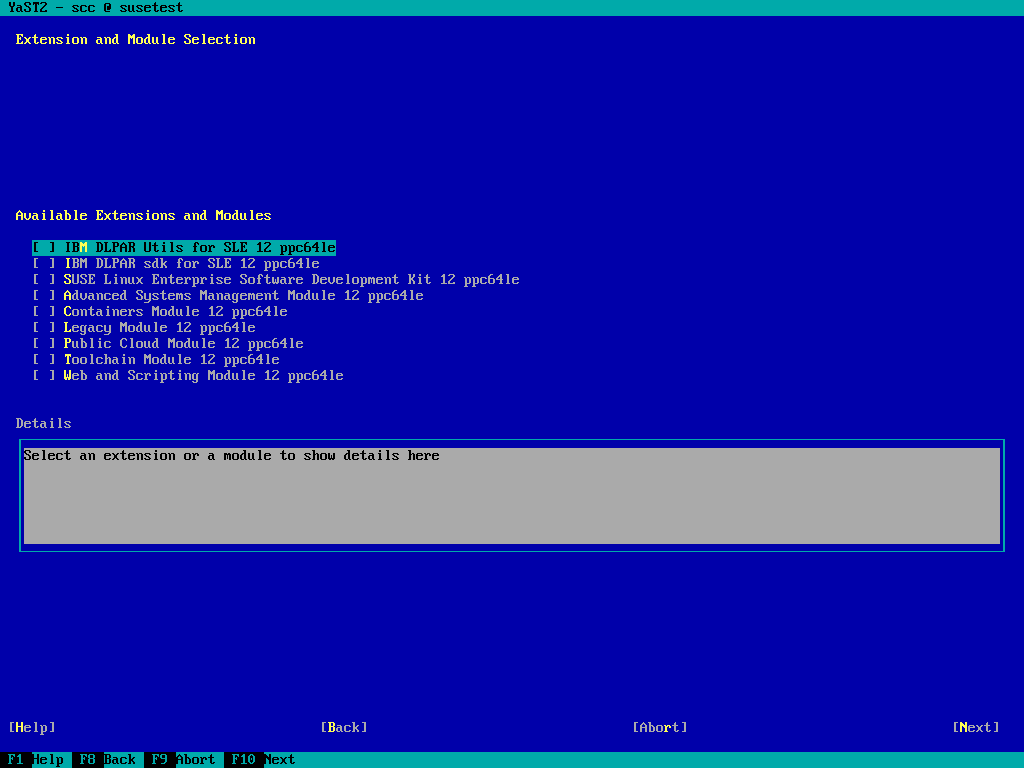 YaST2 - scc @ susetest
Extension and Module Selection
Available Extensions and Modules
[ ] IBM DLPAR Utils for SLE 12 ppc64le
[ ] IBM DLPAR sdk for SLE 12 ppc64le
[ ] SUSE Linux Enterprise Software Development Kit 12 ppc64le
[ ] Advanced Systems Management Module 12 ppc64le
[ ] Containers Module 12 ppc64le
[ ] Legacy Module 12 ppc64le
[ ] Public Cloud Module 12 ppc64le
[ ] Toolchain Module 12 ppc64le
[ ] Web and Scripting Module 12 ppc64le
Details
Select an extension or a module to show details here
[Help] [Back] [Abort] [Next]
F1 Help F8 Back F9 Abort F10 Next